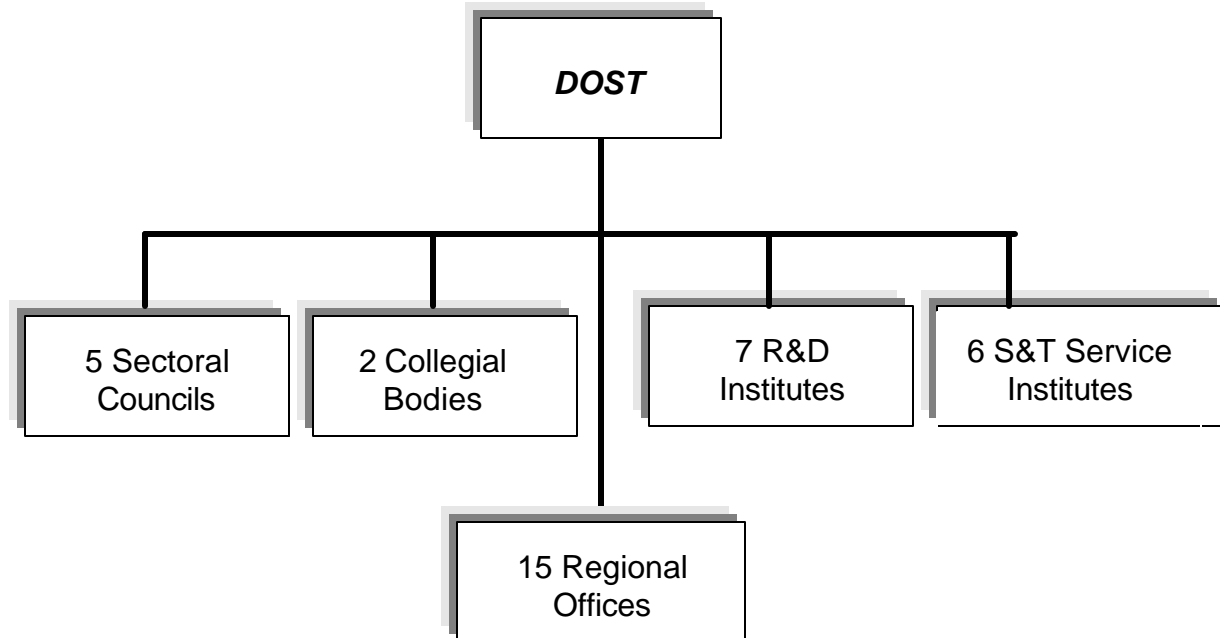 DOST
5 Sectoral
Councils
2 Collegial
Bodies
7 R&D
Institutes
6 S&T Service
Institutes
15 Regional
Offices